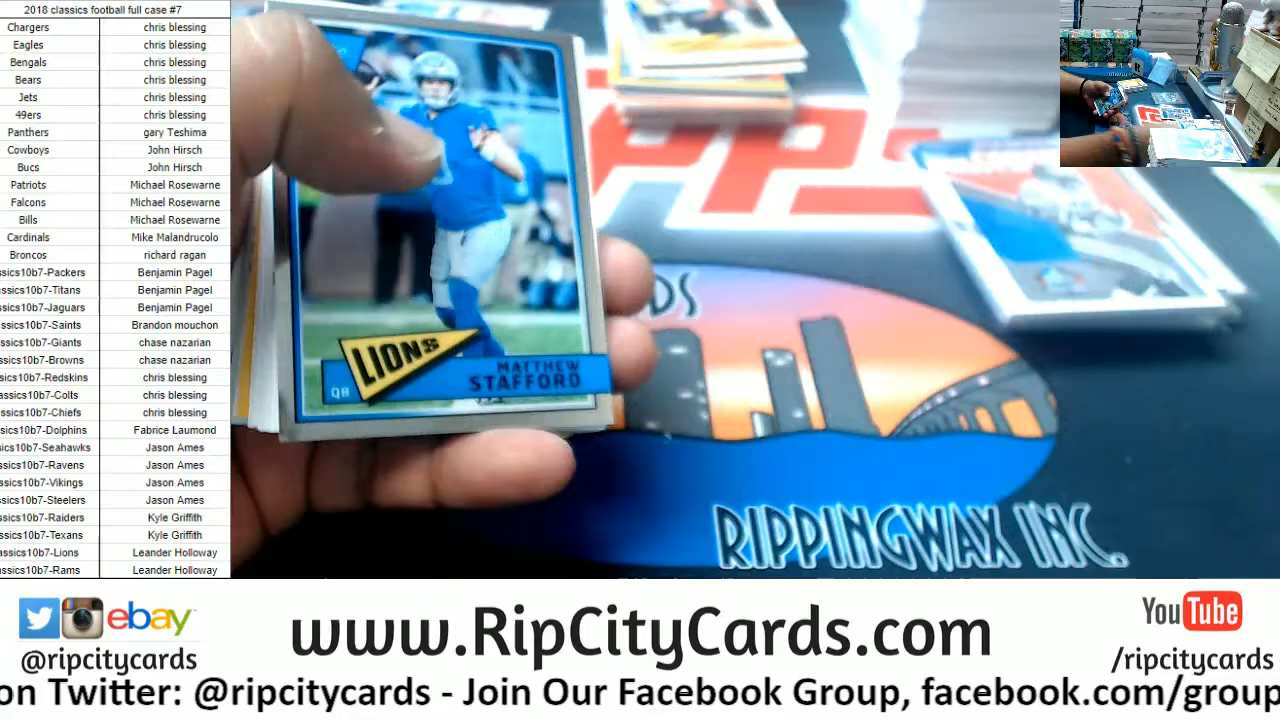 2018 classics football full case #7
Chargers chris blessing
Eagles chris blessing
Bengals chris blessing
Bears chris blessing
Jets chris blessing
49ers chris blessing
Panthers gary Teshima
Cowboys John Hirsch
Bucs John Hirsch
Patriots Michael Rosewarne
Falcons Michael Rosewarne
Bills Michael Rosewarne
Cardinals Mike Malandrucolo
Broncos richard ragan
ssics10b7-Packers Benjamin Pagel
ssics10b7-Titans Benjamin Pagel
ssics10b7-Jaguars Benjamin Pagel
ssics10b7-Saints Brandon mouchon
ssics10b7-Giants chase nazarian
ssics10b7-Browns chase nazarian
sics10b7-Redskins chris blessing
assics10b7-Colts chris blessing
ssics10b7-Chiefs chris blessing
sics10b7-Dolphins Fabrice Laumond
sics10b7-Seahawks Jason Ames
ssics10b7-Ravens Jason Ames
ssics10b7-Vikings Jason Ames
sics10b7-Steelers Jason Ames
ssics10b7-Raiders Kyle Griffith
ssics10b7-Texans Kyle Griffith
assics10b7-Lions Leander Holloway
assics10b7-Rams Leander Holloway
LIONS
QB
MATTHEW
STAFFORD
RIPPINGWAX INC.
ebay
@ripcitycards
www.RipCityCards.com
YouTube
/ripcitycards
on Twitter: @ripcitycards - Join Our Facebook Group, facebook.com/group